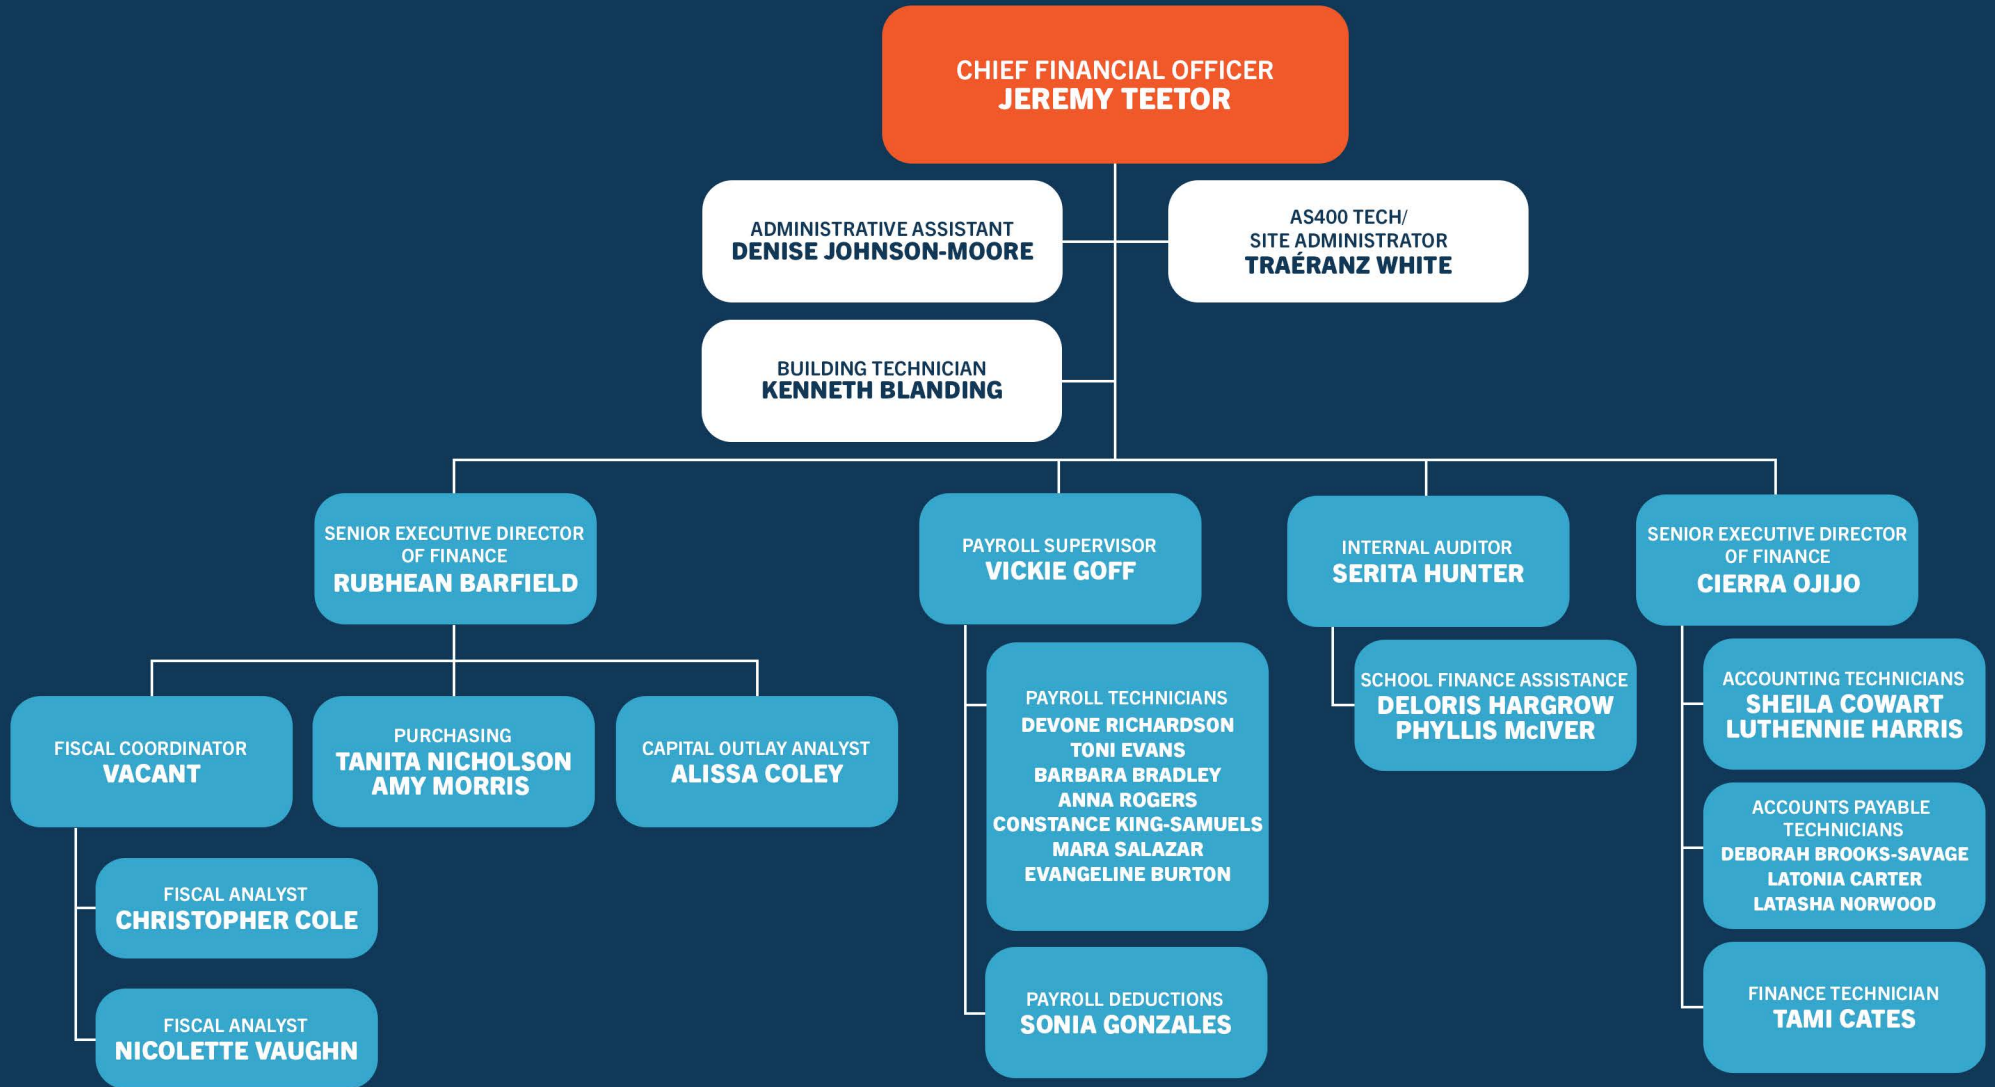 CHIEF FINANCIAL OFFICER
JEREMY TEETOR
ADMINISTRATIVE ASSISTANT
DENISE JOHNSON-MOORE
AS400 TECH/
SITE ADMINISTRATOR
TRAÉRANZ WHITE
BUILDING TECHNICIAN
KENNETH BLANDING
SENIOR EXECUTIVE DIRECTOR
OF FINANCE
RUBHEAN BARFIELD
PAYROLL SUPERVISOR
VICKIE GOFF
INTERNAL AUDITOR
SERITA HUNTER
SENIOR EXECUTIVE DIRECTOR
OF FINANCE
CIERRA OJIJO
FISCAL COORDINATOR
VACANT
PURCHASING
TANITA NICHOLSON
AMY MORRIS
CAPITAL OUTLAY ANALYST
ALISSA COLEY
FISCAL ANALYST
CHRISTOPHER COLE
FISCAL ANALYST
NICOLETTE VAUGHN
PAYROLL TECHNICIANS
DEVONE RICHARDSON
TONI EVANS
BARBARA BRADLEY
ANNA ROGERS
CONSTANCE KING-SAMUELS
MARA SALAZAR
EVANGELINE BURTON
PAYROLL DEDUCTIONS
SONIA GONZALES
SCHOOL FINANCE ASSISTANCE
DELORIS HARGROW
PHYLLIS McIVER
ACCOUNTING TECHNICIANS
SHEILA COWART
LUTHENNIE HARRIS
ACCOUNTS PAYABLE
TECHNICIANS
DEBORAH BROOKS-SAVAGE
LATONIA CARTER
LATASHA NORWOOD
FINANCE TECHNICIAN
TAMI CATES